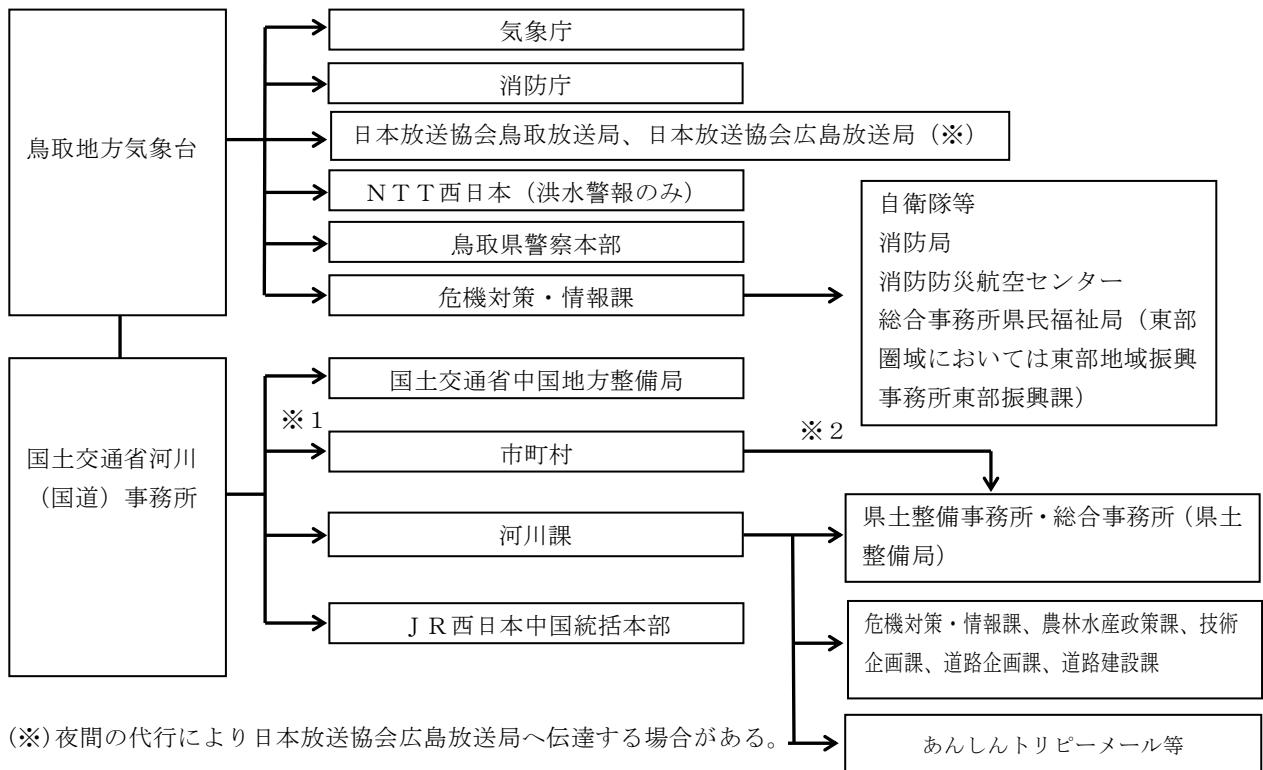 気象庁
消防庁
鳥取地方気象台
日本放送協会鳥取放送局、日本放送協会広島放送局（※）
ＮＴＴ西日本（洪水警報のみ）
鳥取県警察本部
危機対策・情報課
自衛隊等
消防局
消防防災航空センター
総合事務所県民福祉局（東部
圏域においては東部地域振興
事務所東部振興課）
国土交通省河川
（国道）事務所
国土交通省中国地方整備局
※１
市町村
※２
河川課
県土整備事務所・総合事務所（県土
整備局）
ＪＲ西日本中国統括本部
危機対策・情報課、農林水産政策課、技術
企画課、道路企画課、道路建設課
(※)夜間の代行により日本放送協会広島放送局へ伝達する場合がある。
あんしんトリピーメール等